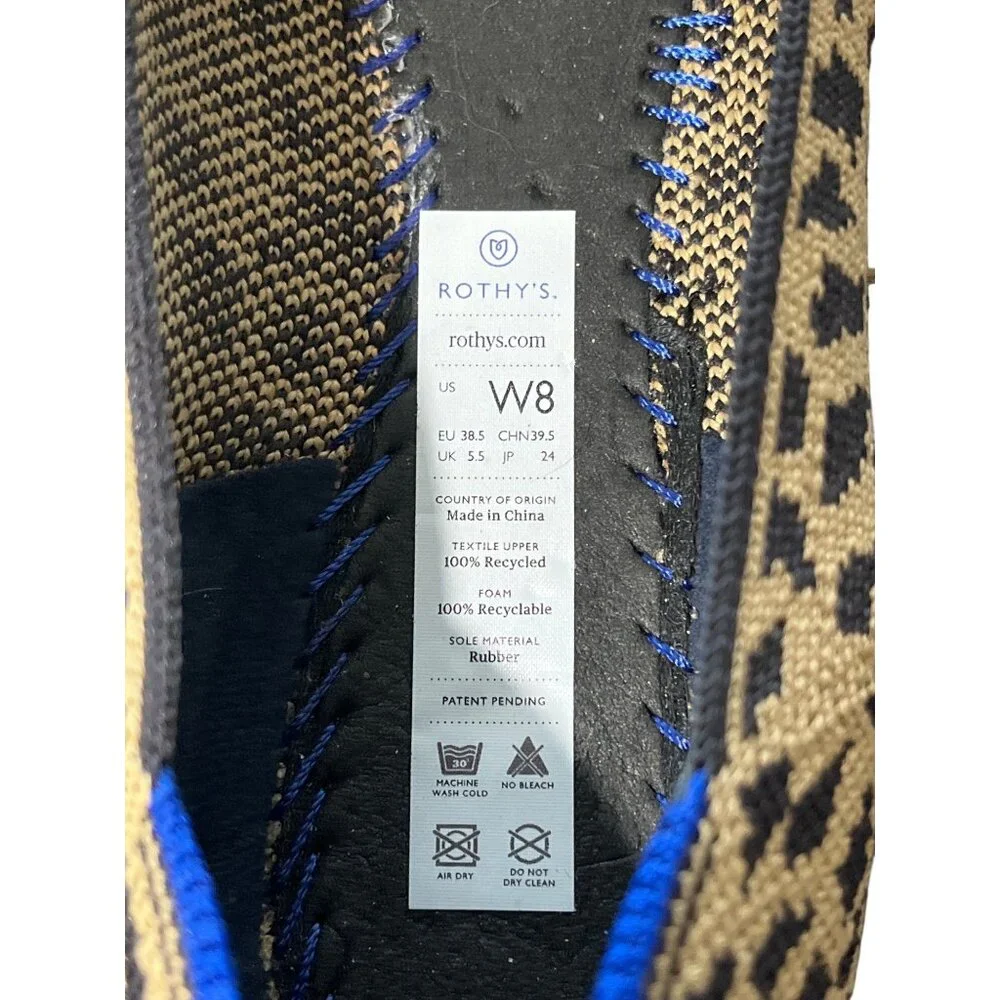 ROTHY'S.
rothys.com
US W8
EU 38.5 CHN 39.5
UK 5.5 JP 24
COUNTRY OF ORIGIN
Made in China
TEXTILE UPPER
100% Recycled
FOAM
100% Recyclable
SOLE MATERIAL
Rubber
PATENT PENDING
30°
MACHINE
WASH COLD
NO BLEACH
AIR DRY
DO NOT
DRY CLEAN